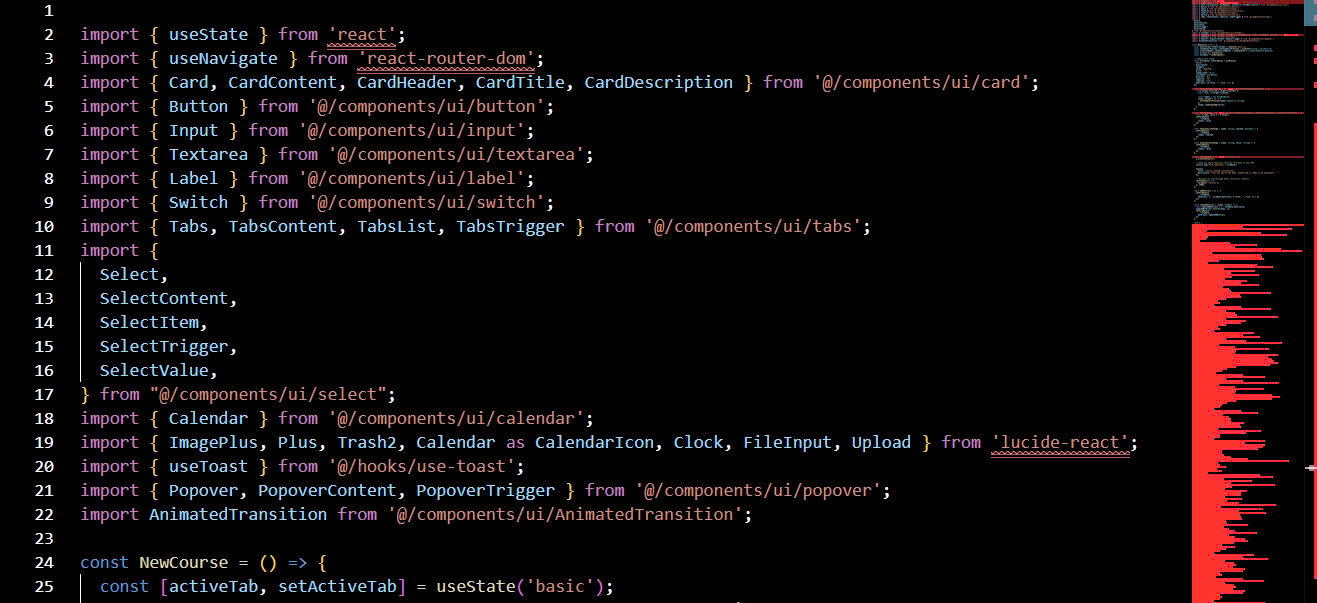 1
2 import { useState } from 'react';
3 import { useNavigate } from 'react-router-dom';
4 import { Card, CardContent, CardHeader, CardTitle, CardDescription } from '@/components/ui/card';
5 import { Button } from '@/components/ui/button';
6 import { Input } from '@/components/ui/input';
7 import { Textarea } from '@/components/ui/textarea';
8 import { Label } from '@/components/ui/label';
9 import { Switch } from '@/components/ui/switch';
10 import { Tabs, TabsContent, TabsList, TabsTrigger } from '@/components/ui/tabs';
11 import {
12   Select,
13   SelectContent,
14   SelectItem,
15   SelectTrigger,
16   SelectValue,
17 } from "@/components/ui/select";
18 import { Calendar } from '@/components/ui/calendar';
19 import { ImagePlus, Plus, Trash2, Calendar as CalendarIcon, Clock, FileInput, Upload } from 'lucide-react';
20 import { useToast } from '@/hooks/use-toast';
21 import { Popover, PopoverContent, PopoverTrigger } from '@/components/ui/popover';
22 import AnimatedTransition from '@/components/ui/AnimatedTransition';
23
24 const NewCourse = () => {
25   const [activeTab, setActiveTab] = useState('basic');